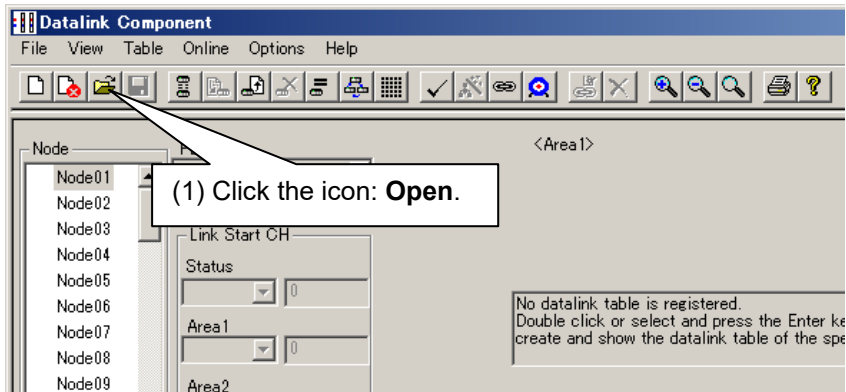 Datalink Component
File View Table Online Options Help
(1) Click the icon: Open.
Node
Node01
Node02
Node03
Node04
Node05
Node06
Node07
Node08
Node09
Link Start CH
Status
0
Area1
0
Area2
<Area1>
No datalink table is registered.
Double click or select and press the Enter
create and show the datalink table of the